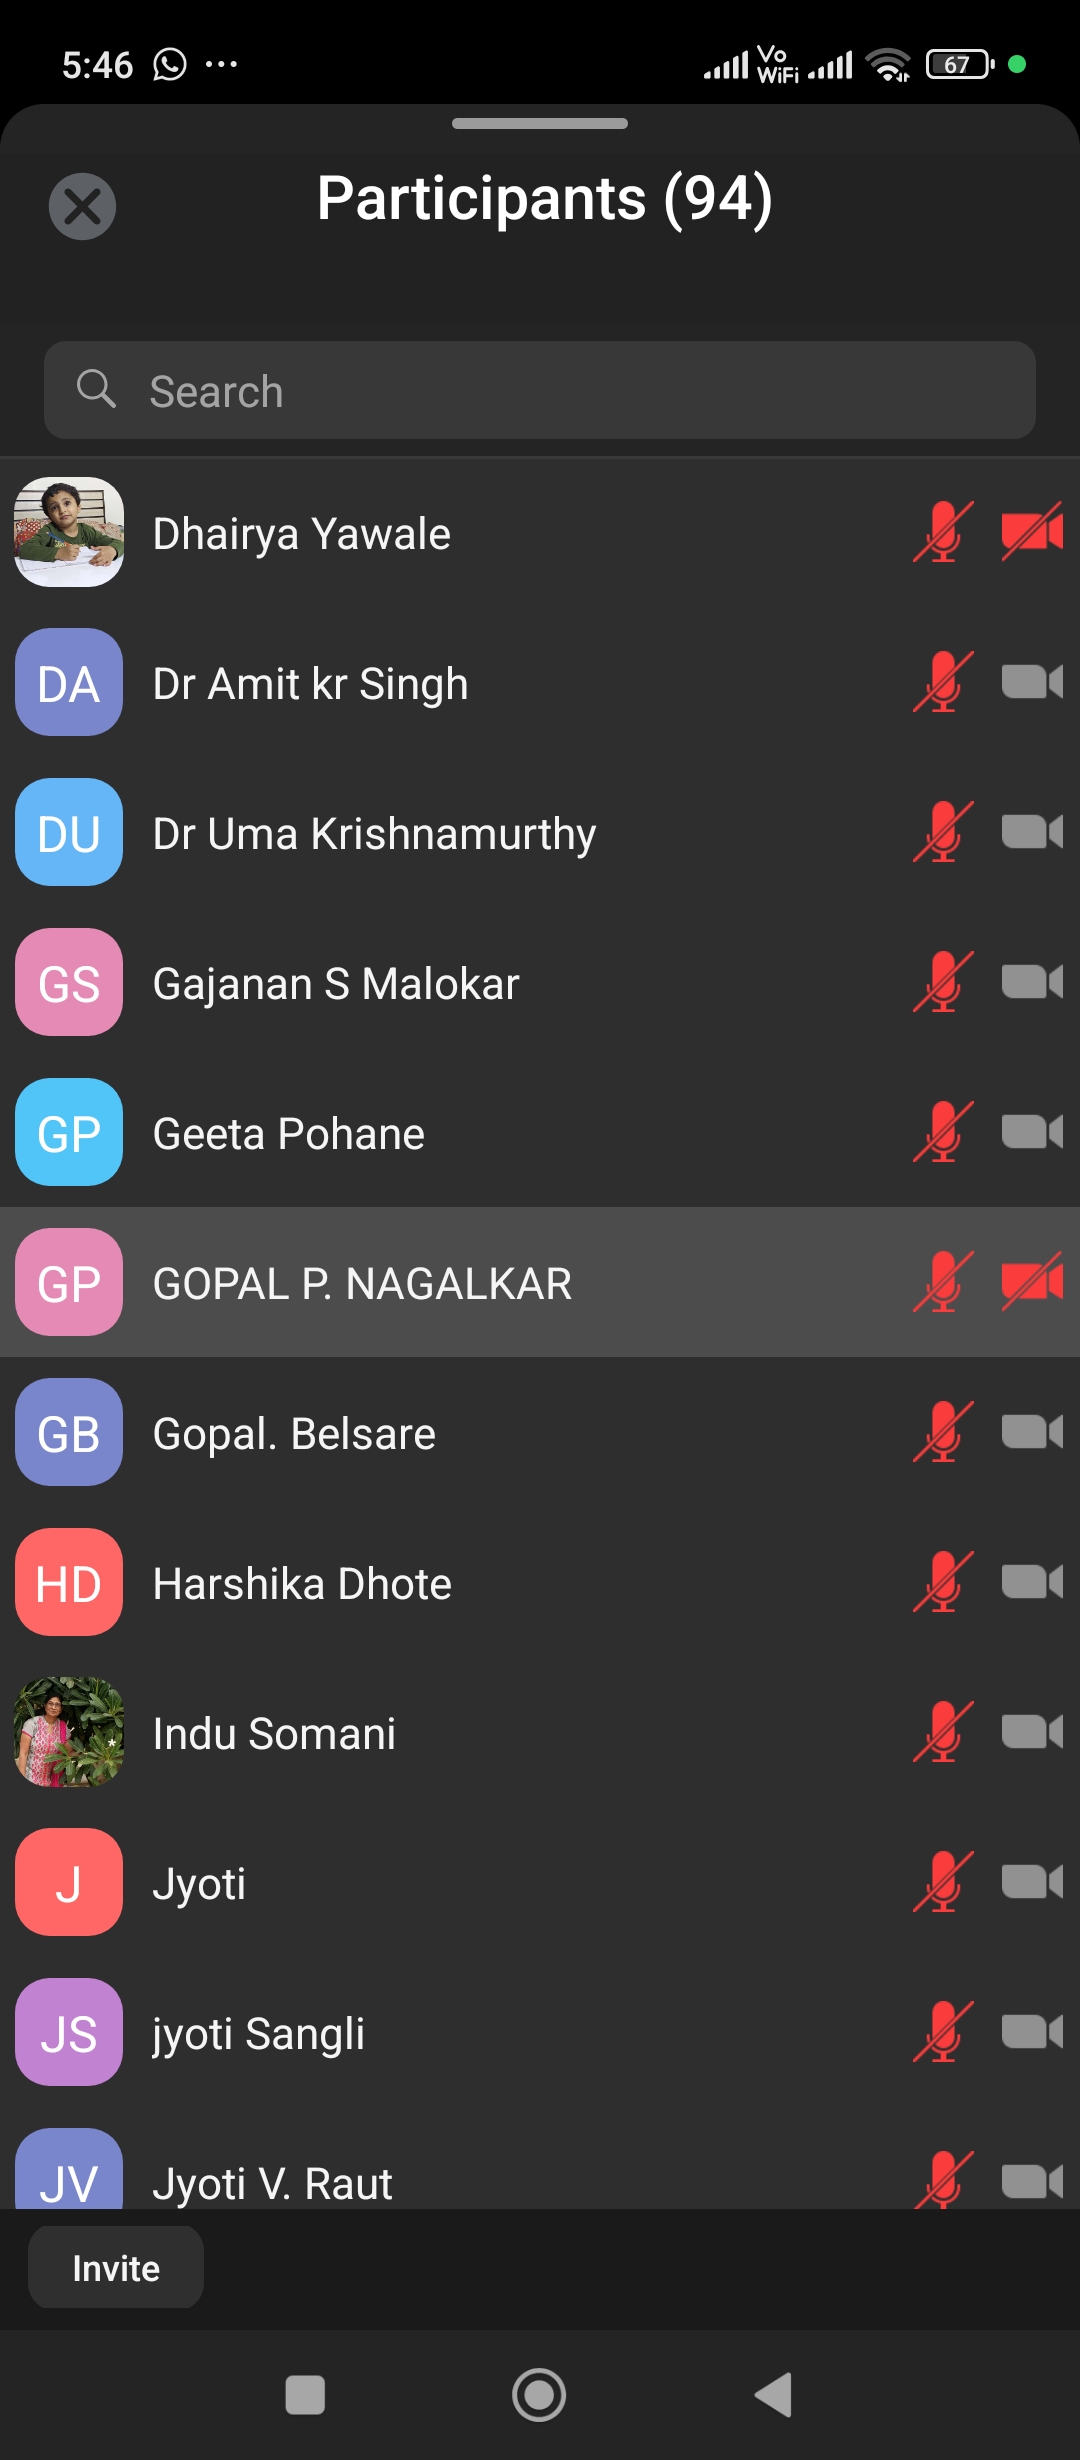 5:46
Vo
WiFi
67
Participants (94)
Search
Dhairya Yawale
DA
Dr Amit kr Singh
DU
Dr Uma Krishnamurthy
GS
Gajanan S Malokar
GP
Geeta Pohane
GP
GOPAL P. NAGALKAR
GB
Gopal. Belsare
HD
Harshika Dhote
Indu Somani
J
Jyoti
JS
jyoti Sangli
JV
Jyoti V. Raut
Invite